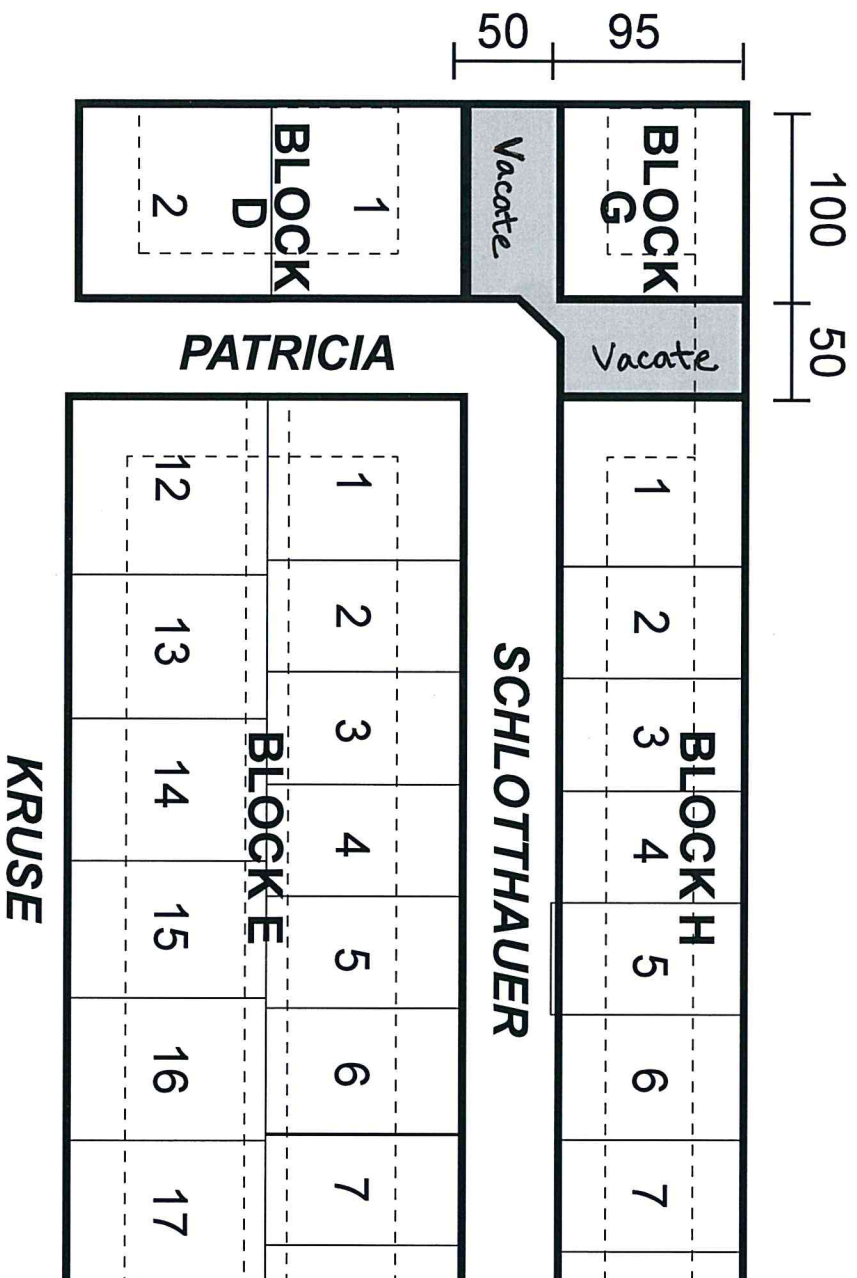 50
95
100
50
BLOCK
G
Vacate
BLOCK
D
1
2
Vacate
PATRICIA
BLOCK H
1
2
3
4
5
6
7
SCHLOTTHAUER
BLOCK E
1
2
3
4
5
6
7
12
13
14
15
16
17
KRUSE